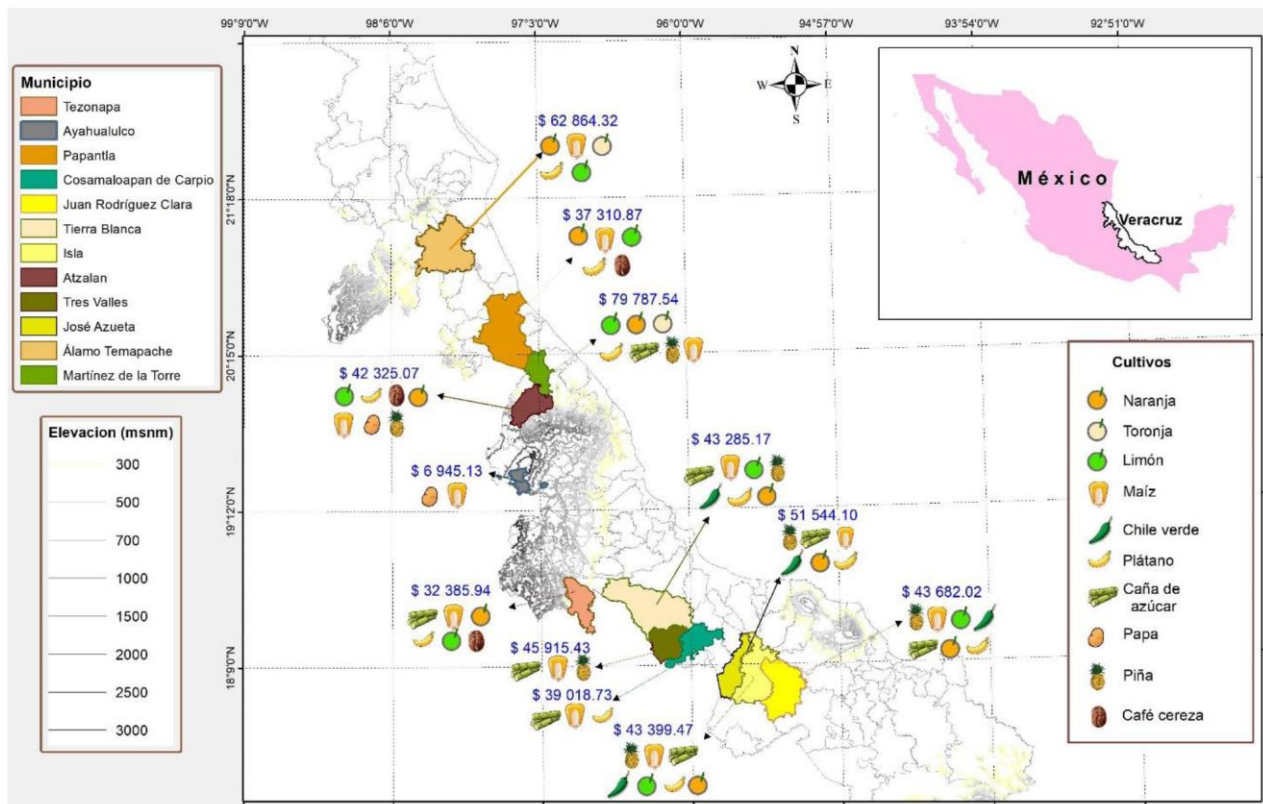 99°9'0"W
98°6'0"W
97°3'0"W
96°0'0"W
94°57'0"W
93°54'0"W
92°51'0"W
21°18'0"N
20°15'0"N
19°12'0"N
18°9'0"N
Municipio
Tezonapa
Ayahualulco
Papantla
Cosamaloapan de Carpio
Juan Rodríguez Clara
Tierra Blanca
Isla
Atzalan
Tres Valles
José Azueta
Álamo Temapache
Martínez de la Torre
Elevacion (msnm)
300
500
700
1000
1500
2000
2500
3000
N
W E
S
$ 62 864.32
$ 37 310.87
$ 79 787.54
$ 42 325.07
$ 6 945.13
$ 43 285.17
$ 51 544.10
$ 43 682.02
$ 32 385.94
$ 45 915.43
$ 39 018.73
$ 43 399.47
México
Veracruz
Cultivos
Naranja
Toronja
Limón
Maíz
Chile verde
Plátano
Caña de
azúcar
Papa
Piña
Café cereza